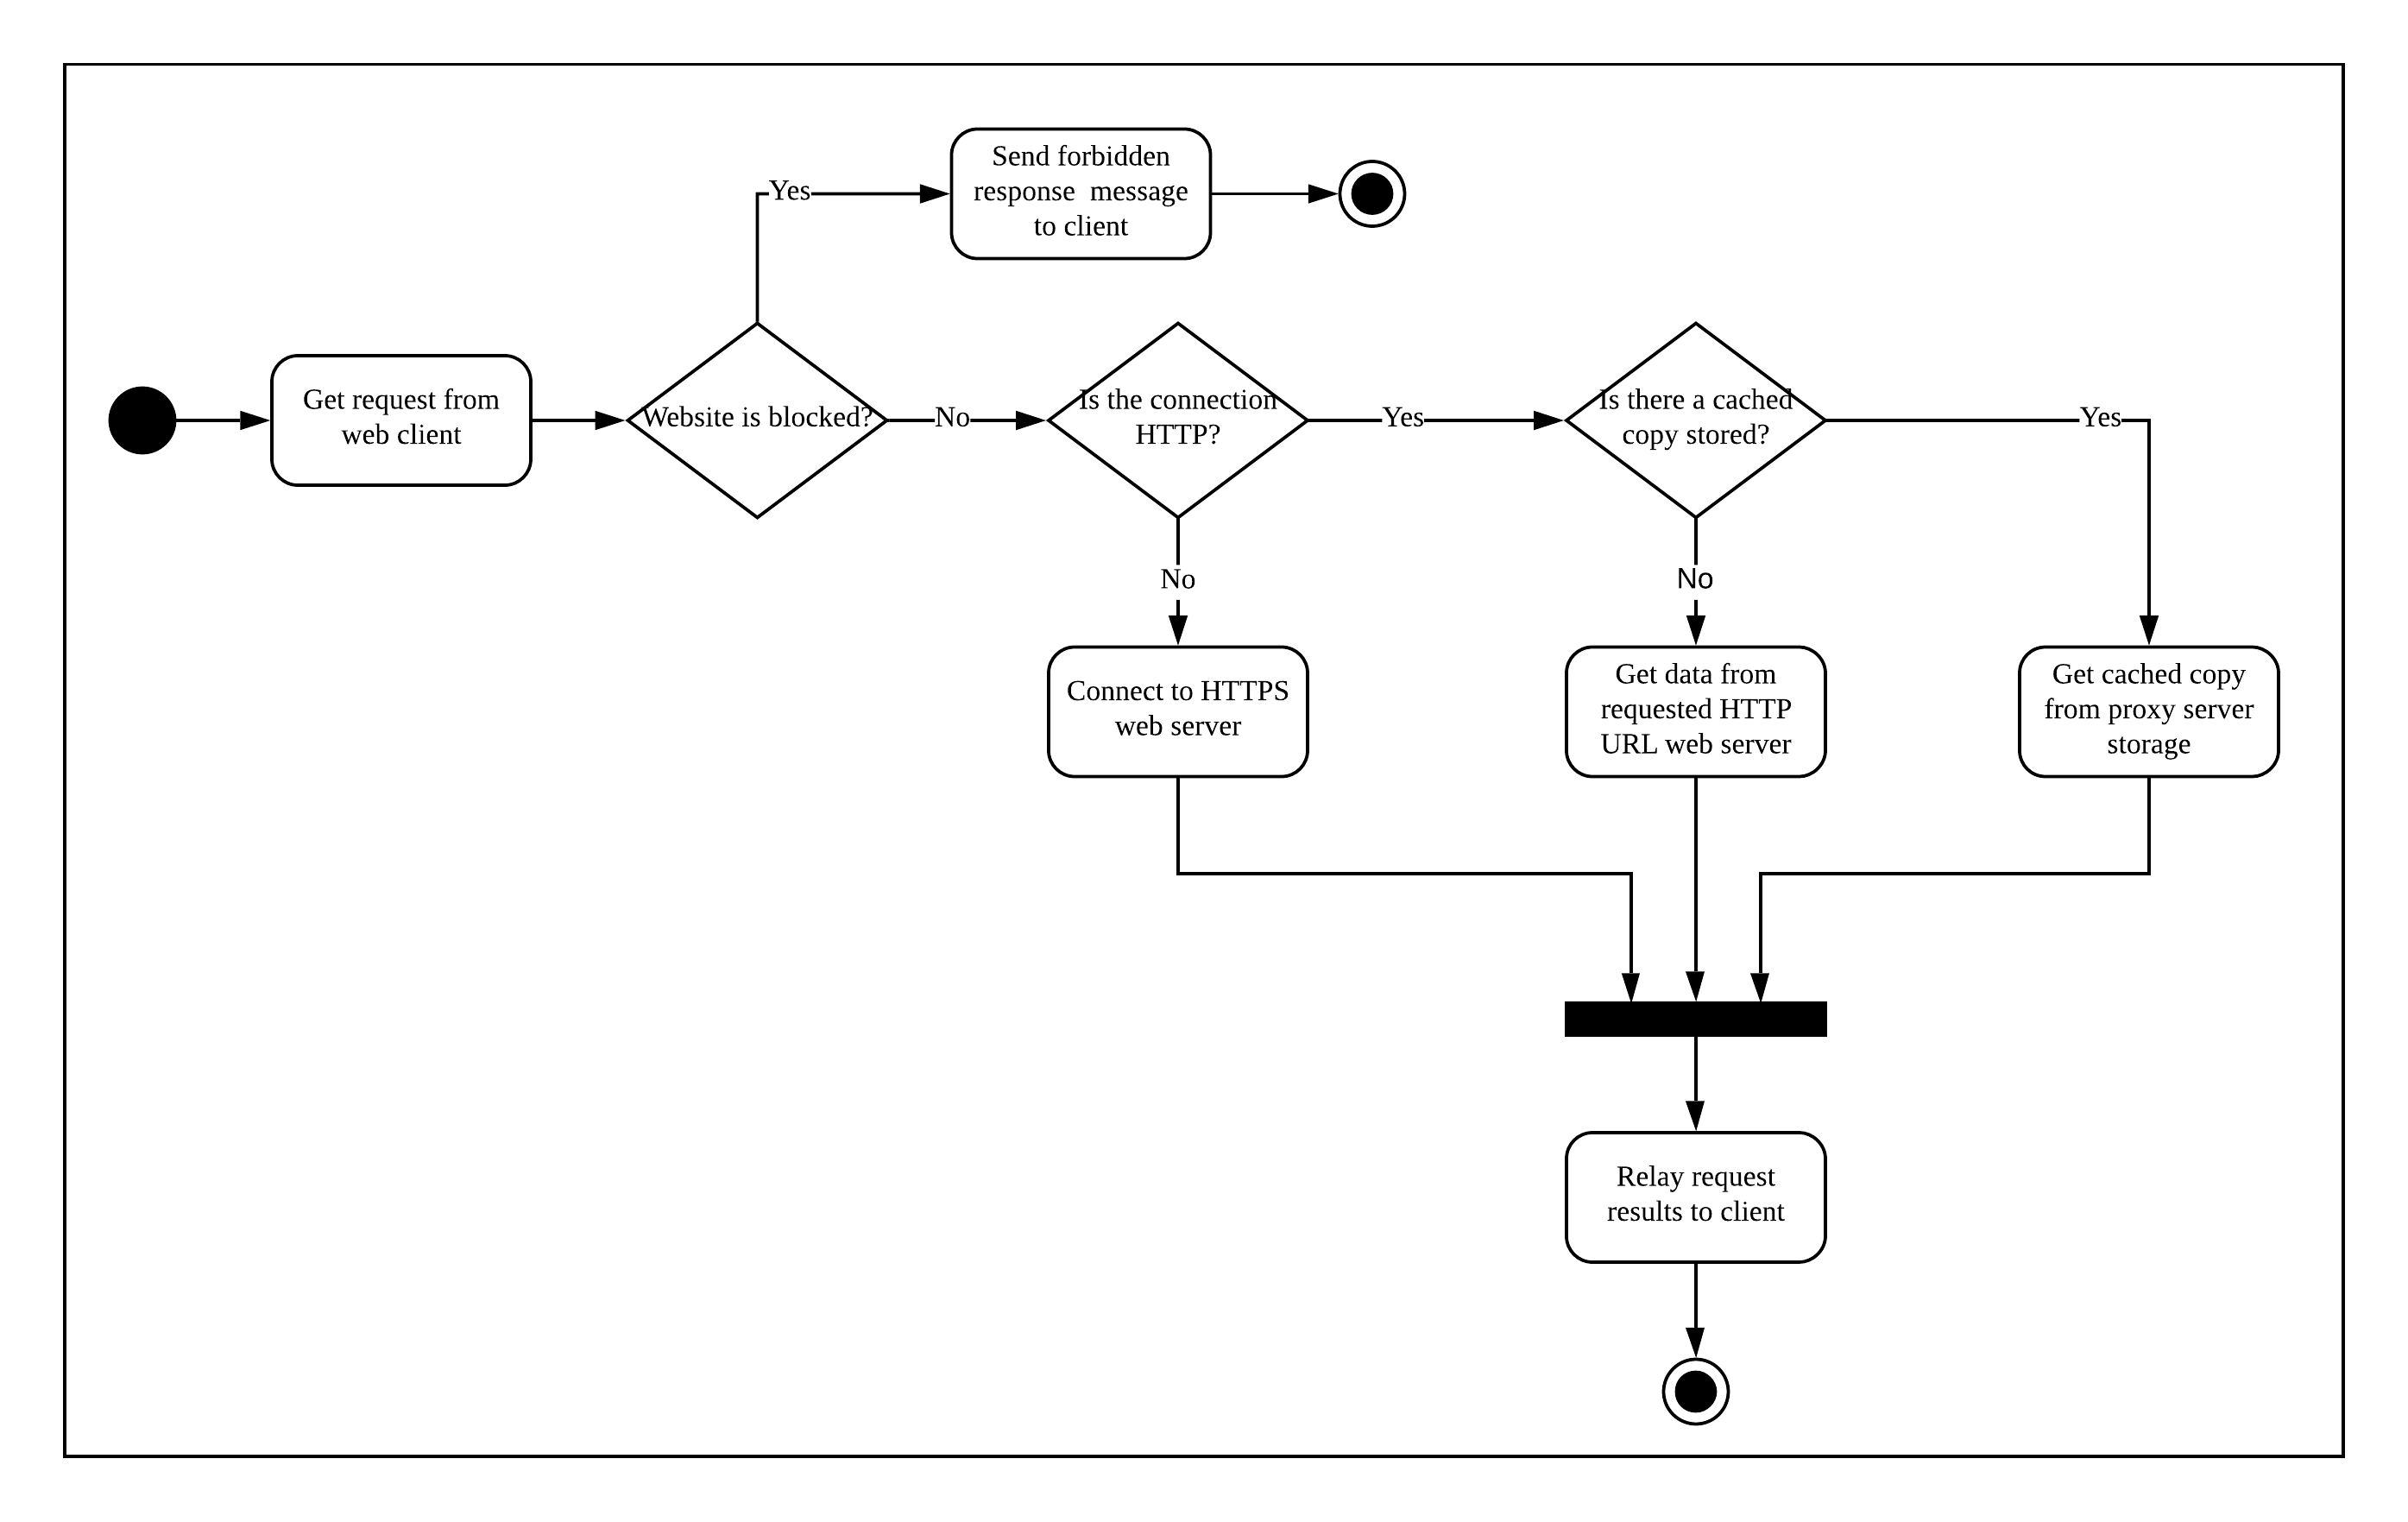 Send forbidden
response  message
to client
Yes
Get request from
web client
Website is blocked?
No
Is the connection
HTTP?
Yes
Is there a cached
copy stored?
Yes
No
No
Connect to HTTPS
web server
Get data from
requested HTTP
URL web server
Get cached copy
from proxy server
storage
Relay request
results to client